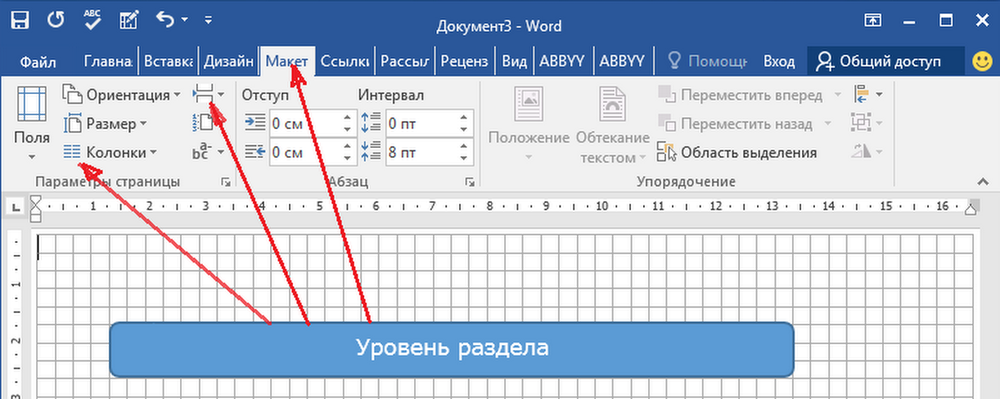 ABC
Документ3 - Word
Файл Главна Вставка Дизайн Макет Ссылки Рассыл Реценз Вид ABBYY ABBYY Помощн Вход Общий доступ
Поля
Ориентация
Размер
Колонки
bc a-
Параметры страницы
Отступ Интервал
0 см 0 пт
0 см 8 пт
Абзац
Положение
Обтекание текстом
Переместить вперед
Переместить назад
Область выделения
Упорядочение
L 1 2 3 4 5 6 7 8 9 10 11 12 13 14 15 16
1
2
3
Уровень раздела